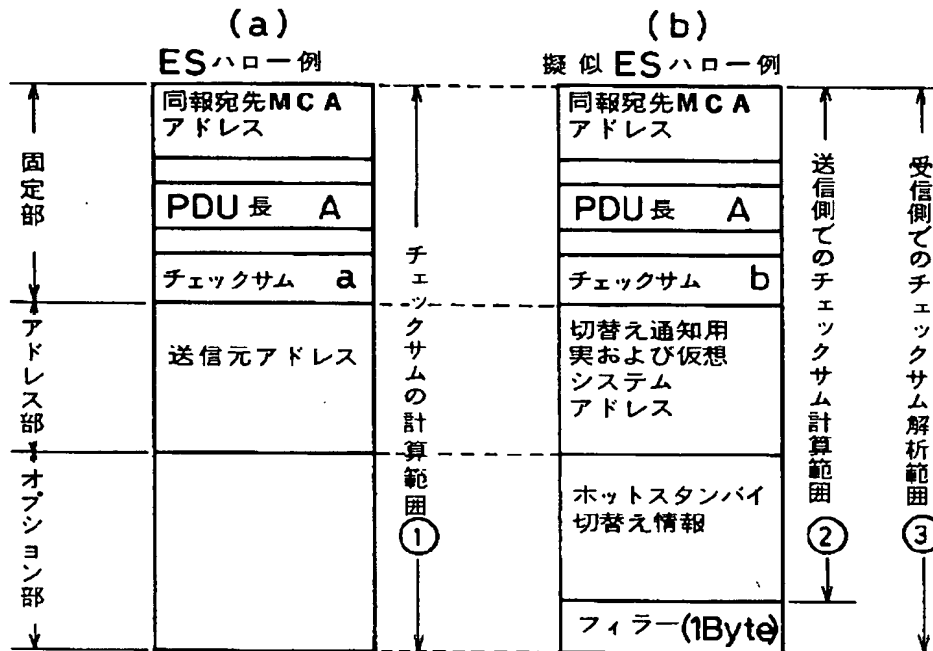 (a)
ESハロー例
(b)
擬似ESハロー例
固定部
アドレス部
オプション部
同報宛先MCA
アドレス
PDU長 A
チェックサム a
送信元アドレス
チェックサムの計算範囲①
同報宛先MCA
アドレス
PDU長 A
チェックサム b
切替え通知用
実および仮想
システム
アドレス
ホットスタンバイ
切替え情報
フィラー(1Byte)
送信側でのチェックサム計算範囲②
受信側でのチェックサム解析範囲③